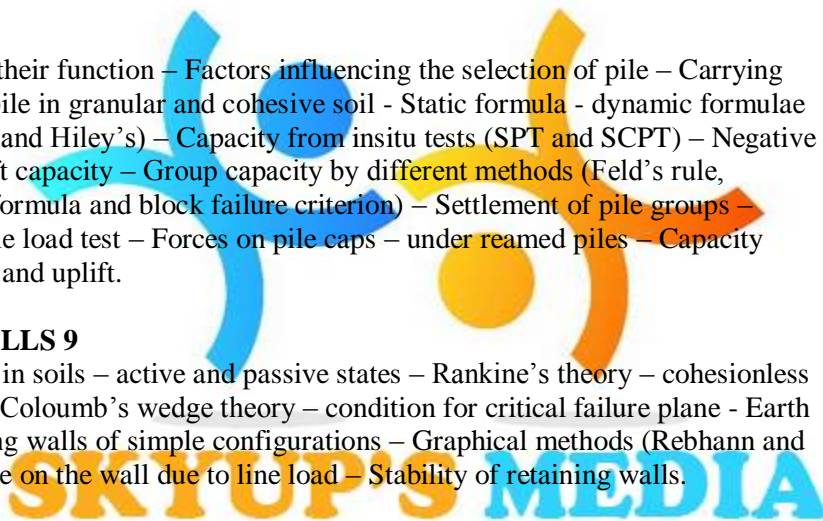 their function – Factors influencing the selection of pile – Carrying
pile in granular and cohesive soil - Static formula - dynamic formulae
and Hiley's) – Capacity from insitu tests (SPT and SCPT) – Negative
ft capacity – Group capacity by different methods (Feld's rule,
formula and block failure criterion) – Settlement of pile groups –
le load test – Forces on pile caps – under reamed piles – Capacity
and uplift.
LLS 9
in soils – active and passive states – Rankine's theory – cohesionless
Coloumb's wedge theory – condition for critical failure plane - Earth
ng walls of simple configurations – Graphical methods (Rebhann and
e on the wall due to line load – Stability of retaining walls.
SKYUP'S MEDIA